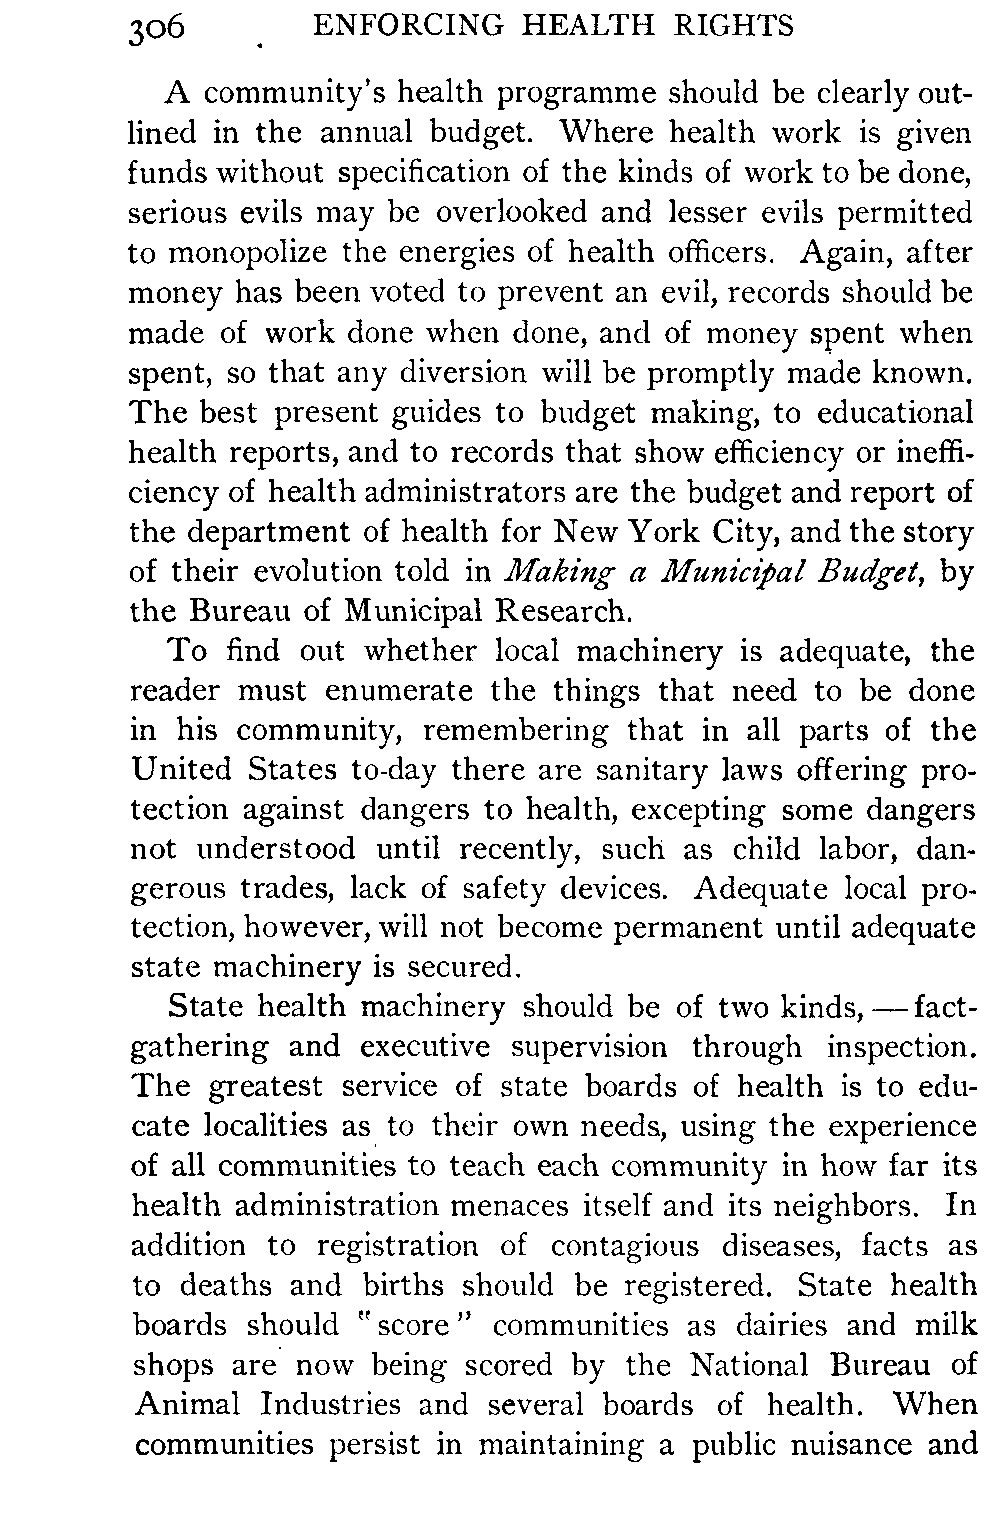 306 ENFORCING HEALTH RIGHTS
A community's health programme should be clearly out-
lined in the annual budget. Where health work is given
funds without specification of the kinds of work to be done,
serious evils may be overlooked and lesser evils permitted
to monopolize the energies of health officers. Again, after
money has been voted to prevent an evil, records should be
made of work done when done, and of money spent when
spent, so that any diversion will be promptly made known.
The best present guides to budget making, to educational
health reports, and to records that show efficiency or ineffi-
ciency of health administrators are the budget and report of
the department of health for New York City, and the story
of their evolution told in Making a Municipal Budget, by
the Bureau of Municipal Research.
To find out whether local machinery is adequate, the
reader must enumerate the things that need to be done
in his community, remembering that in all parts of the
United States to-day there are sanitary laws offering pro-
tection against dangers to health, excepting some dangers
not understood until recently, such as child labor, dan-
gerous trades, lack of safety devices. Adequate local pro-
tection, however, will not become permanent until adequate
state machinery is secured.
State health machinery should be of two kinds, — fact-
gathering and executive supervision through inspection.
The greatest service of state boards of health is to edu-
cate localities as to their own needs, using the experience
of all communities to teach each community in how far its
health administration menaces itself and its neighbors. In
addition to registration of contagious diseases, facts as
to deaths and births should be registered. State health
boards should "score" communities as dairies and milk
shops are now being scored by the National Bureau of
Animal Industries and several boards of health. When
communities persist in maintaining a public nuisance and